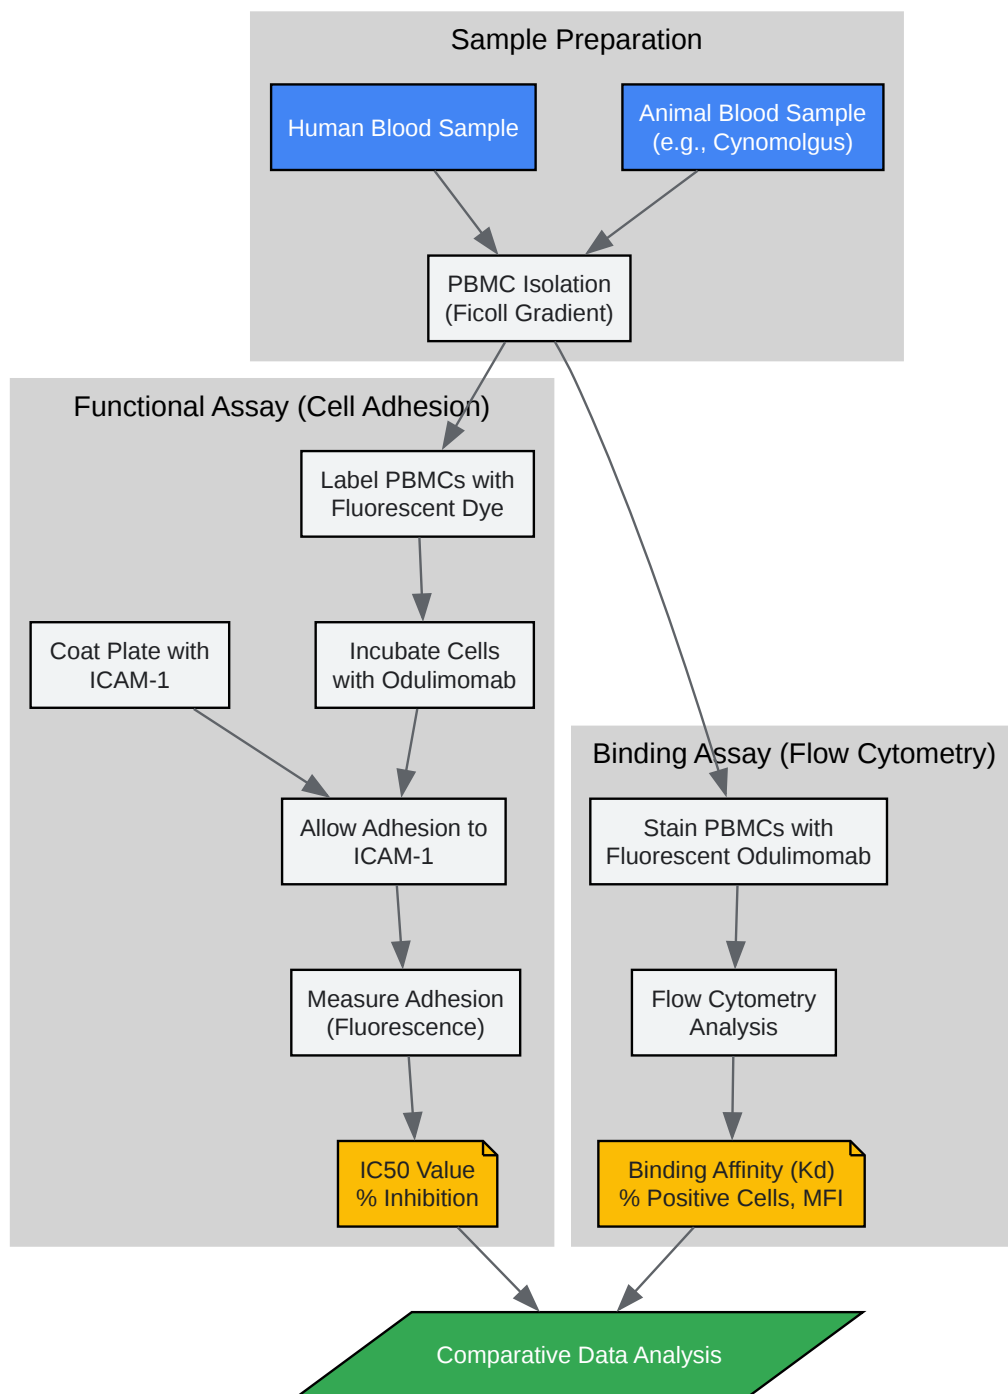 Sample Preparation
Human Blood Sample
Animal Blood Sample
(e.g., Cynomolgus)
PBMC Isolation
(Ficoll Gradient)
Functional Assay (Cell Adhesion)
Label PBMCs with
Fluorescent Dye
Coat Plate with
ICAM-1
Incubate Cells
with Odulimomab
Allow Adhesion to
ICAM-1
Measure Adhesion
(Fluorescence)
IC50 Value
% Inhibition
Binding Assay (Flow Cytometry)
Stain PBMCs with
Fluorescent Odulimomab
Flow Cytometry
Analysis
Binding Affinity (Kd)
% Positive Cells, MFI
Comparative Data Analysis